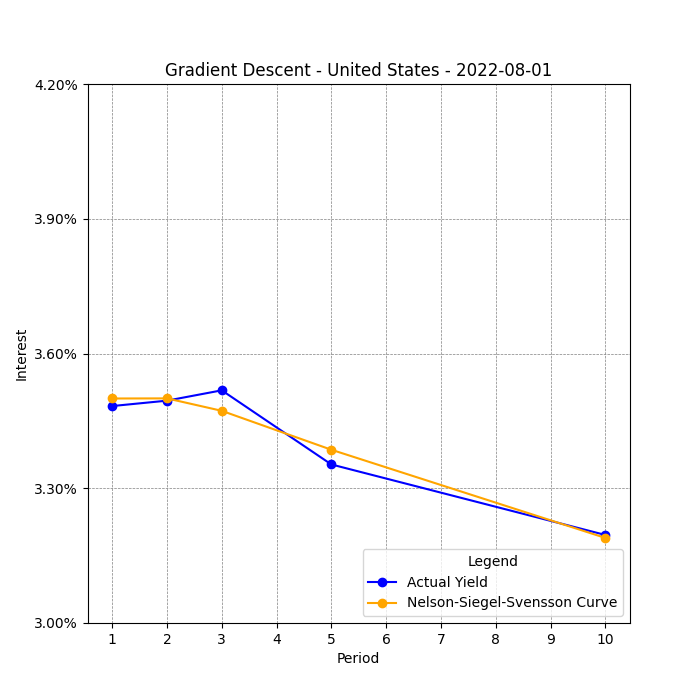 Gradient Descent - United States - 2022-08-01
4.20%
3.90%
3.60%
3.30%
3.00%
Interest
1 2 3 4 5 6 7 8 9 10
Period
Legend
Actual Yield
Nelson-Siegel-Svensson Curve